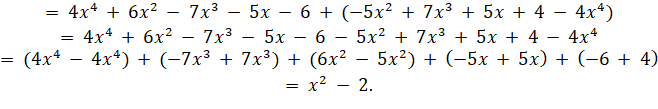 = 4x⁴ + 6x² − 7x³ − 5x − 6 + (−5x² + 7x³ + 5x + 4 − 4x⁴)
= 4x⁴ + 6x² − 7x³ − 5x − 6 − 5x² + 7x³ + 5x + 4 − 4x⁴
= (4x⁴ − 4x⁴) + (−7x³ + 7x³) + (6x² − 5x²) + (−5x + 5x) + (−6 + 4)
= x² − 2.